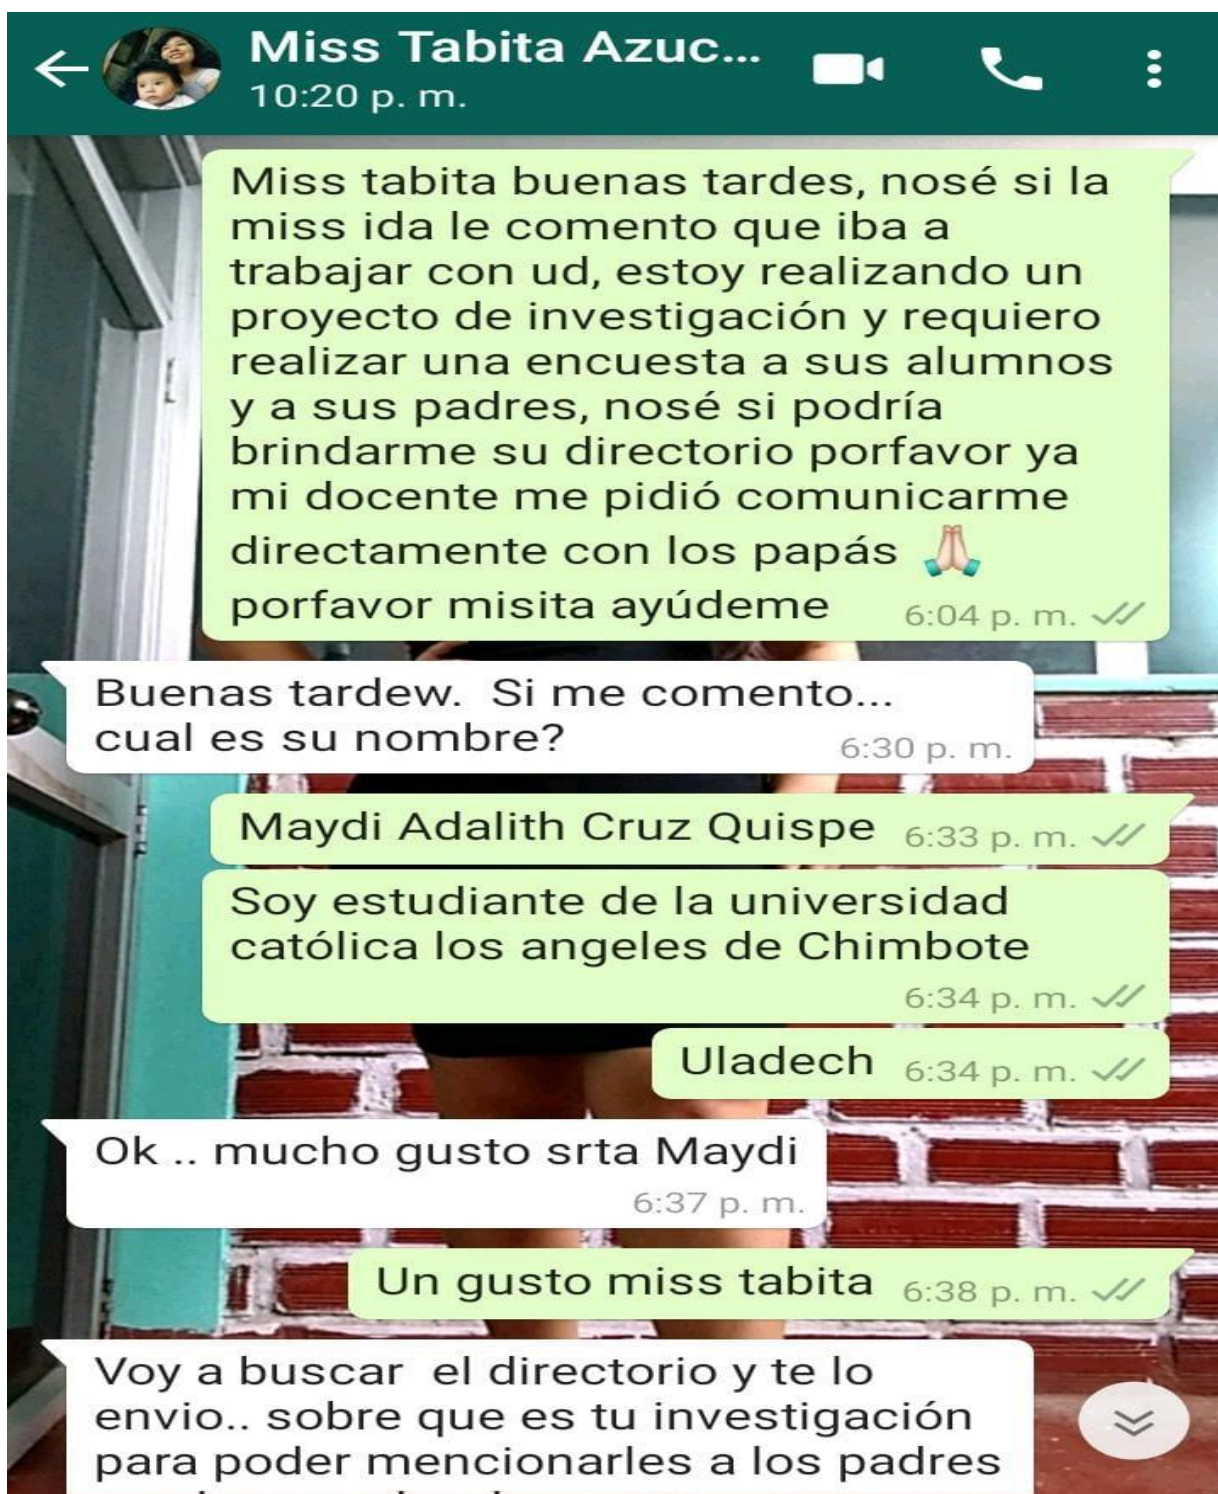 Miss Tabita Azuc...
10:20 p. m.
Miss tabita buenas tardes, nosé si la
miss ida le comento que iba a
trabajar con ud, estoy realizando un
proyecto de investigación y requiero
realizar una encuesta a sus alumnos
y a sus padres, nosé si podría
brindarme su directorio porfavor ya
mi docente me pidió comunicarme
directamente con los papás 🙏🏻
porfavor misita ayúdeme 6:04 p. m.
Buenas tardew. Si me comento...
cual es su nombre? 6:30 p. m.
Maydi Adalith Cruz Quispe 6:33 p. m.
Soy estudiante de la universidad
católica los angeles de Chimbote
6:34 p. m.
Uladech 6:34 p. m.
Ok .. mucho gusto srta Maydi
6:37 p. m.
Un gusto miss tabita 6:38 p. m.
Voy a buscar el directorio y te lo
envio.. sobre que es tu investigación
para poder mencionarles a los padres